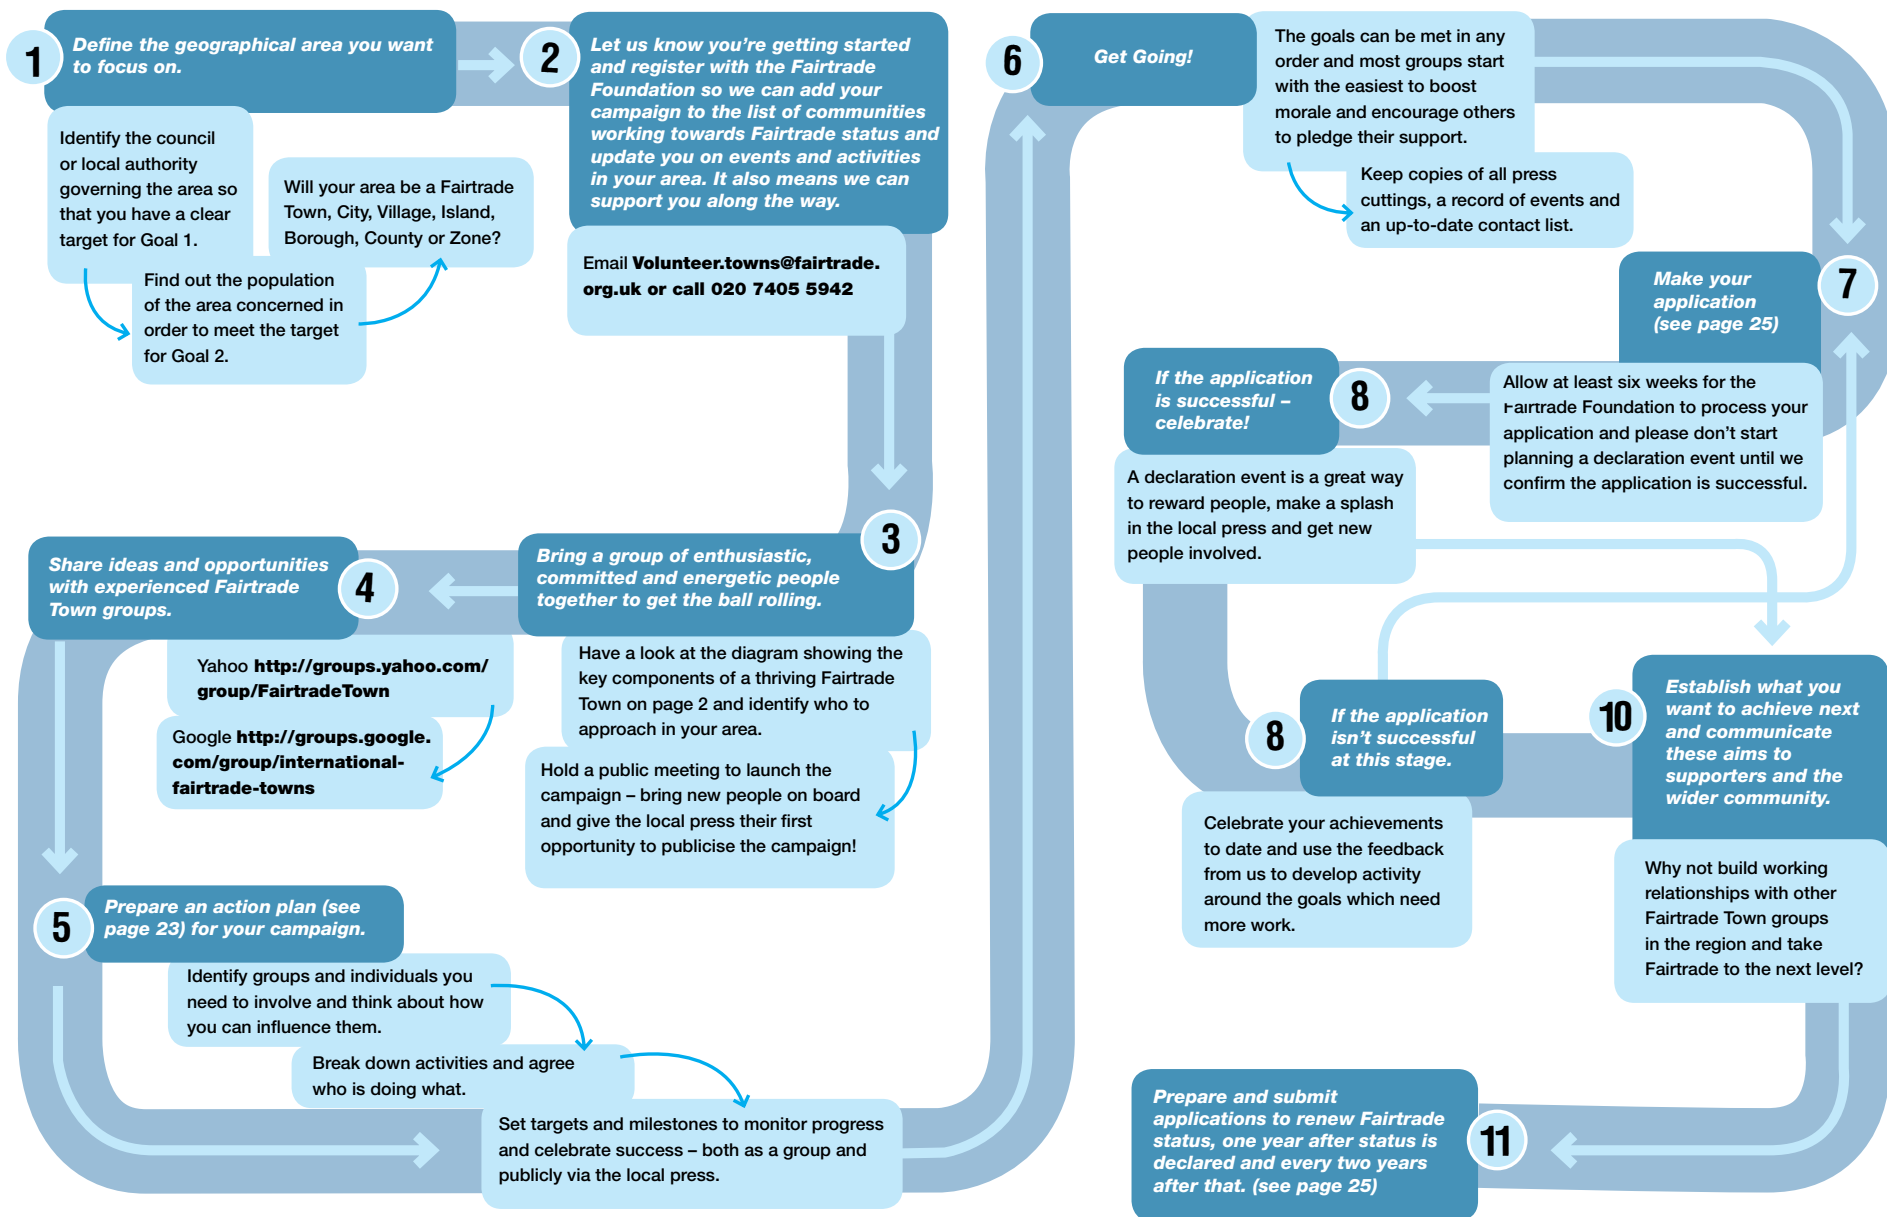 1
Define the geographical area you want
to focus on.
Identify the council
or local authority
governing the area so
that you have a clear
target for Goal 1.
Find out the population
of the area concerned in
order to meet the target
for Goal 2.
Will your area be a Fairtrade
Town, City, Village, Island,
Borough, County or Zone?
2
Let us know you're getting started
and register with the Fairtrade
Foundation so we can add your
campaign to the list of communities
working towards Fairtrade status and
update you on events and activities
in your area. It also means we can
support you along the way.
Email Volunteer.towns@fairtrade.
org.uk or call 020 7405 5942
3
Bring a group of enthusiastic,
committed and energetic people
together to get the ball rolling.
Have a look at the diagram showing the
key components of a thriving Fairtrade
Town on page 2 and identify who to
approach in your area.
Hold a public meeting to launch the
campaign – bring new people on board
and give the local press their first
opportunity to publicise the campaign!
4
Share ideas and opportunities
with experienced Fairtrade
Town groups.
Yahoo http://groups.yahoo.com/
group/FairtradeTown
Google http://groups.google.
com/group/international-
fairtrade-towns
5
Prepare an action plan (see
page 23) for your campaign.
Identify groups and individuals you
need to involve and think about how
you can influence them.
Break down activities and agree
who is doing what.
Set targets and milestones to monitor progress
and celebrate success – both as a group and
publicly via the local press.
6
Get Going!
The goals can be met in any
order and most groups start
with the easiest to boost
morale and encourage others
to pledge their support.
Keep copies of all press
cuttings, a record of events and
an up-to-date contact list.
7
Make your
application
(see page 25)
Allow at least six weeks for the
Fairtrade Foundation to process your
application and please don't start
planning a declaration event until we
confirm the application is successful.
8
If the application
is successful –
celebrate!
A declaration event is a great way
to reward people, make a splash
in the local press and get new
people involved.
8
If the application
isn't successful
at this stage.
Celebrate your achievements
to date and use the feedback
from us to develop activity
around the goals which need
more work.
10
Establish what you
want to achieve next
and communicate
these aims to
supporters and the
wider community.
Why not build working
relationships with other
Fairtrade Town groups
in the region and take
Fairtrade to the next level?
11
Prepare and submit
applications to renew Fairtrade
status, one year after status is
declared and every two years
after that. (see page 25)